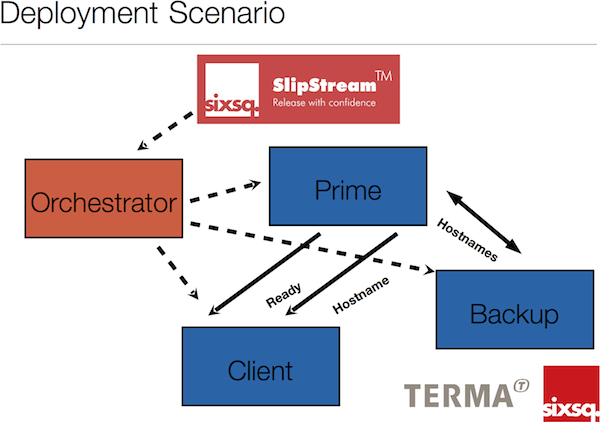 Deployment Scenario
sixsq.
SlipStream™
Release with confidence
Orchestrator
Prime
Hostnames
Ready
Hostname
Backup
Client
TERMA T
sixsq.